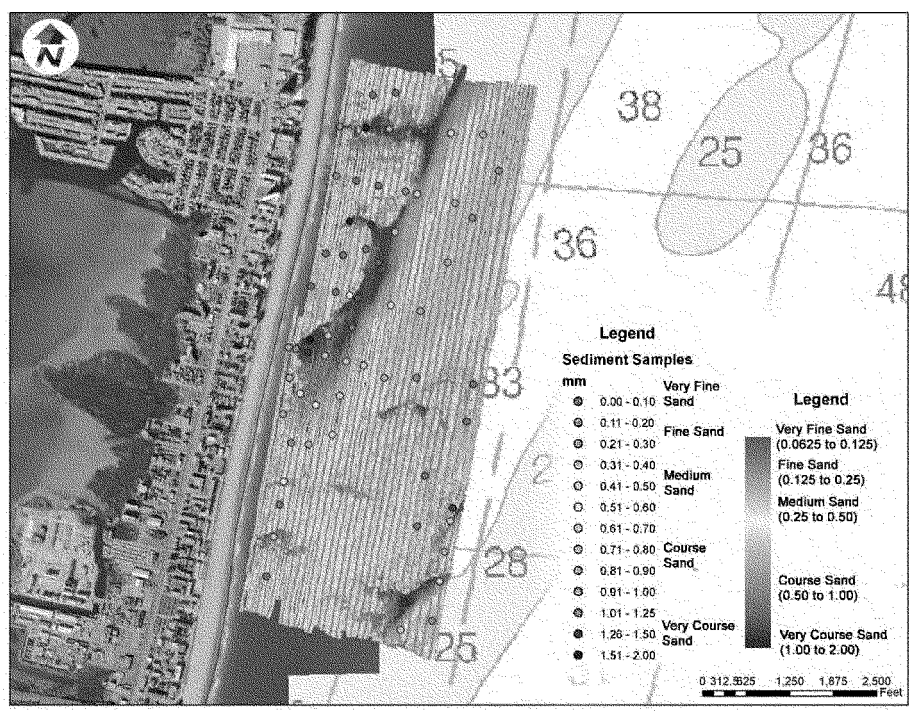 N
5
38
25
36
36
48
33
2
28
25
Legend
Sediment Samples
mm
0.00 - 0.10
Very Fine
Sand
0.11 - 0.20
0.21 - 0.30
Fine Sand
0.31 - 0.40
0.41 - 0.50
Medium
Sand
0.51 - 0.60
0.61 - 0.70
0.71 - 0.80
Course
Sand
0.81 - 0.90
0.91 - 1.00
1.01 - 1.25
1.26 - 1.50
Very Course
Sand
1.51 - 2.00
Legend
Very Fine Sand
(0.0625 to 0.125)
Fine Sand
(0.125 to 0.25)
Medium Sand
(0.25 to 0.50)
Course Sand
(0.50 to 1.00)
Very Course Sand
(1.00 to 2.00)
0 312.5625 1,250 1,875 2,500
Feet